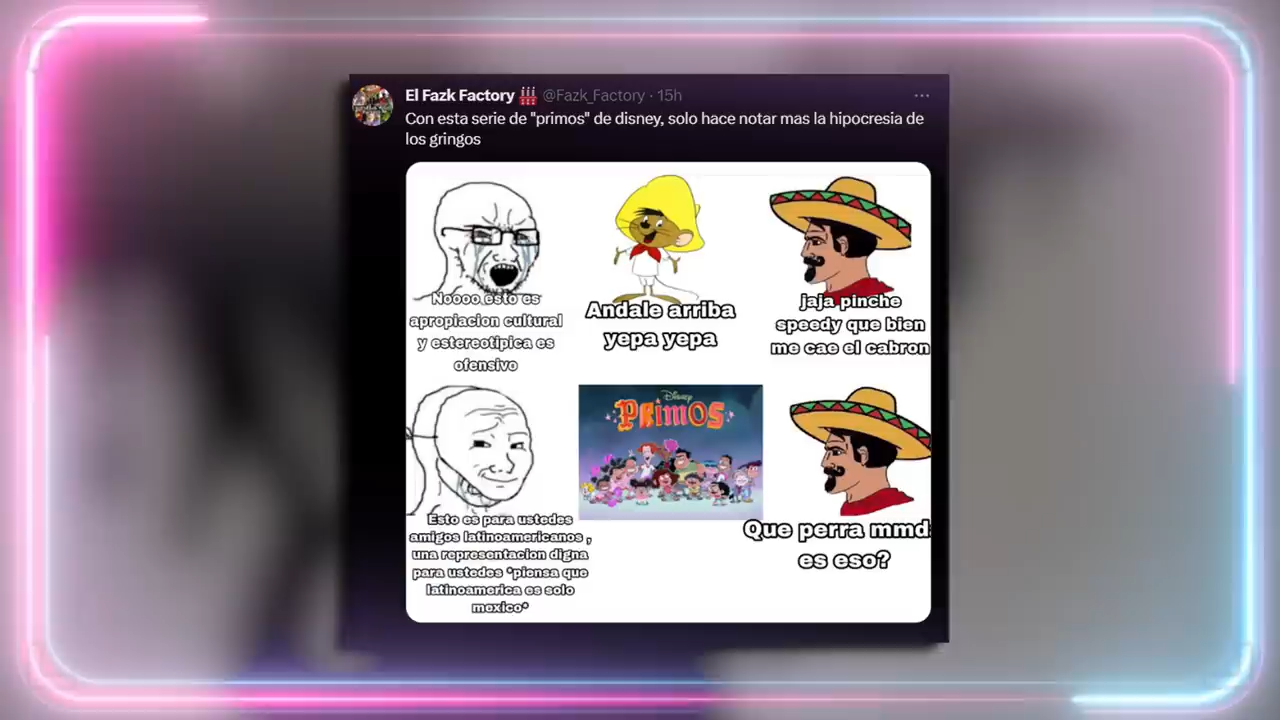 El Fazk Factory @Fazk_Factory · 15h
Con esta serie de "primos" de disney, solo hace notar mas la hipocresia de
los gringos
Noooo esto es
apropiacion cultural
y estereotipica es
ofensivo
Andale arriba
yepa yepa
jaja pinche
speedy que bien
me cae el cabron
Esto es para ustedes
amigos latinoamericanos ,
una representacion digna
para ustedes *piensa que
latinoamerica es solo
mexico*
Disney
PRIMOS
Que perra mmd
es eso?